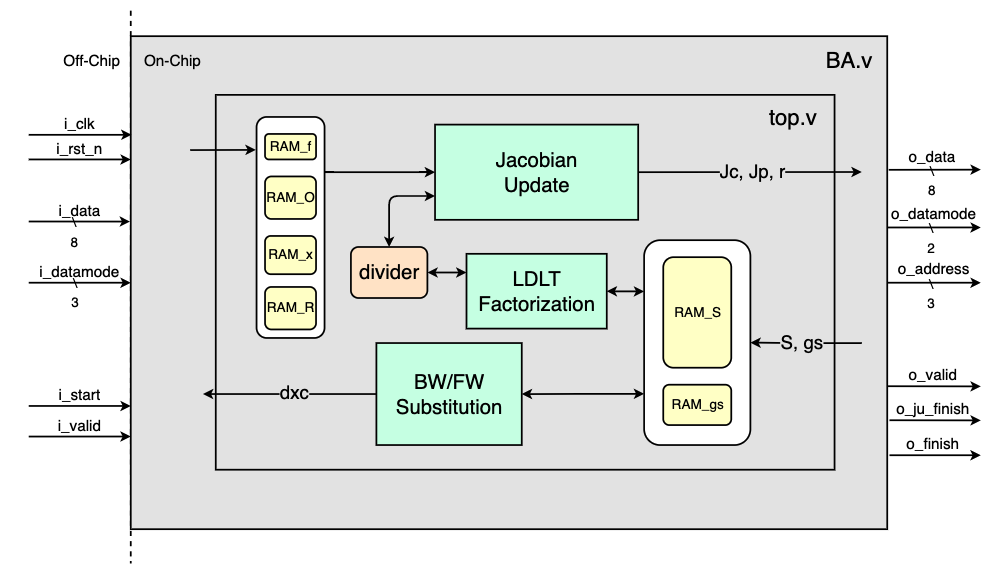 Off-Chip
On-Chip
BA.v
top.v
i_clk
i_rst_n
i_data
8
i_datamode
3
i_start
i_valid
RAM_f
RAM_O
RAM_x
RAM_R
Jacobian
Update
Jc, Jp, r
divider
LDLT
Factorization
RAM_S
S, gs
RAM_gs
BW/FW
Substitution
dxc
o_data
8
o_datamode
2
o_address
3
o_valid
o_ju_finish
o_finish